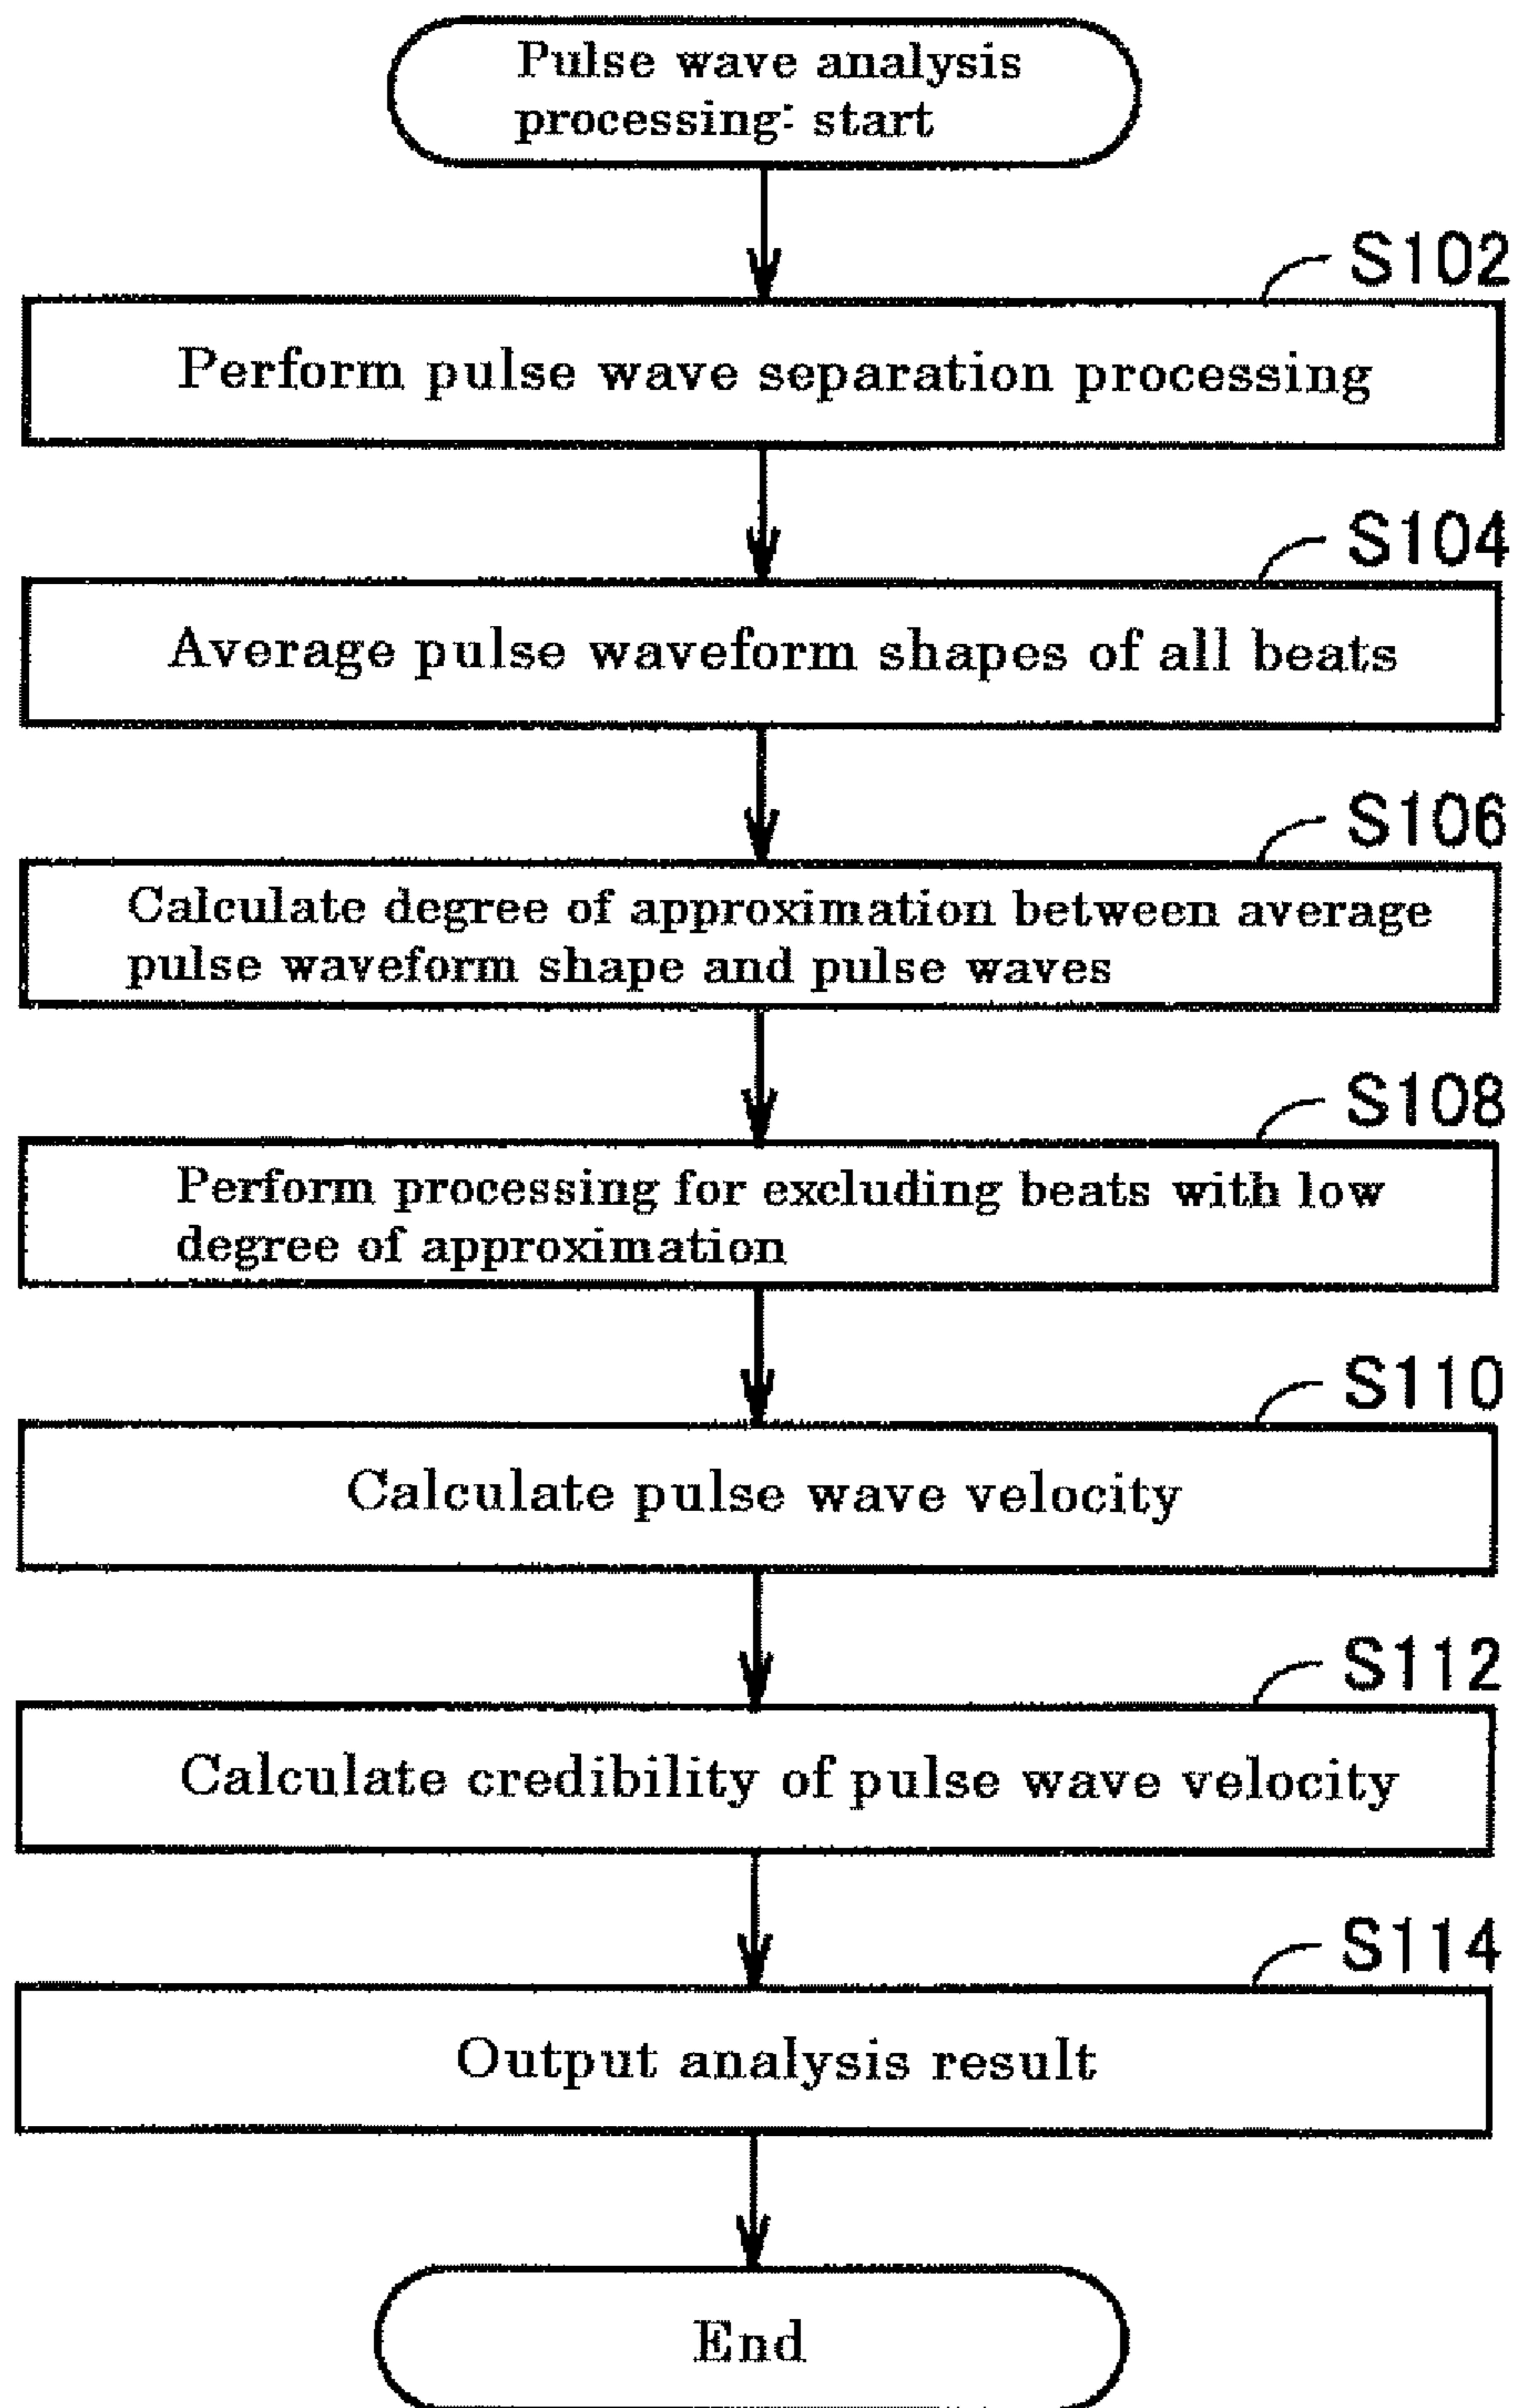 Pulse wave analysis
processing: start
S102
Perform pulse wave separation processing
S104
Average pulse waveform shapes of all beats
S106
Calculate degree of approximation between average
pulse waveform shape and pulse waves
S108
Perform processing for excluding beats with low
degree of approximation
S110
Calculate pulse wave velocity
S112
Calculate credibility of pulse wave velocity
S114
Output analysis result
End